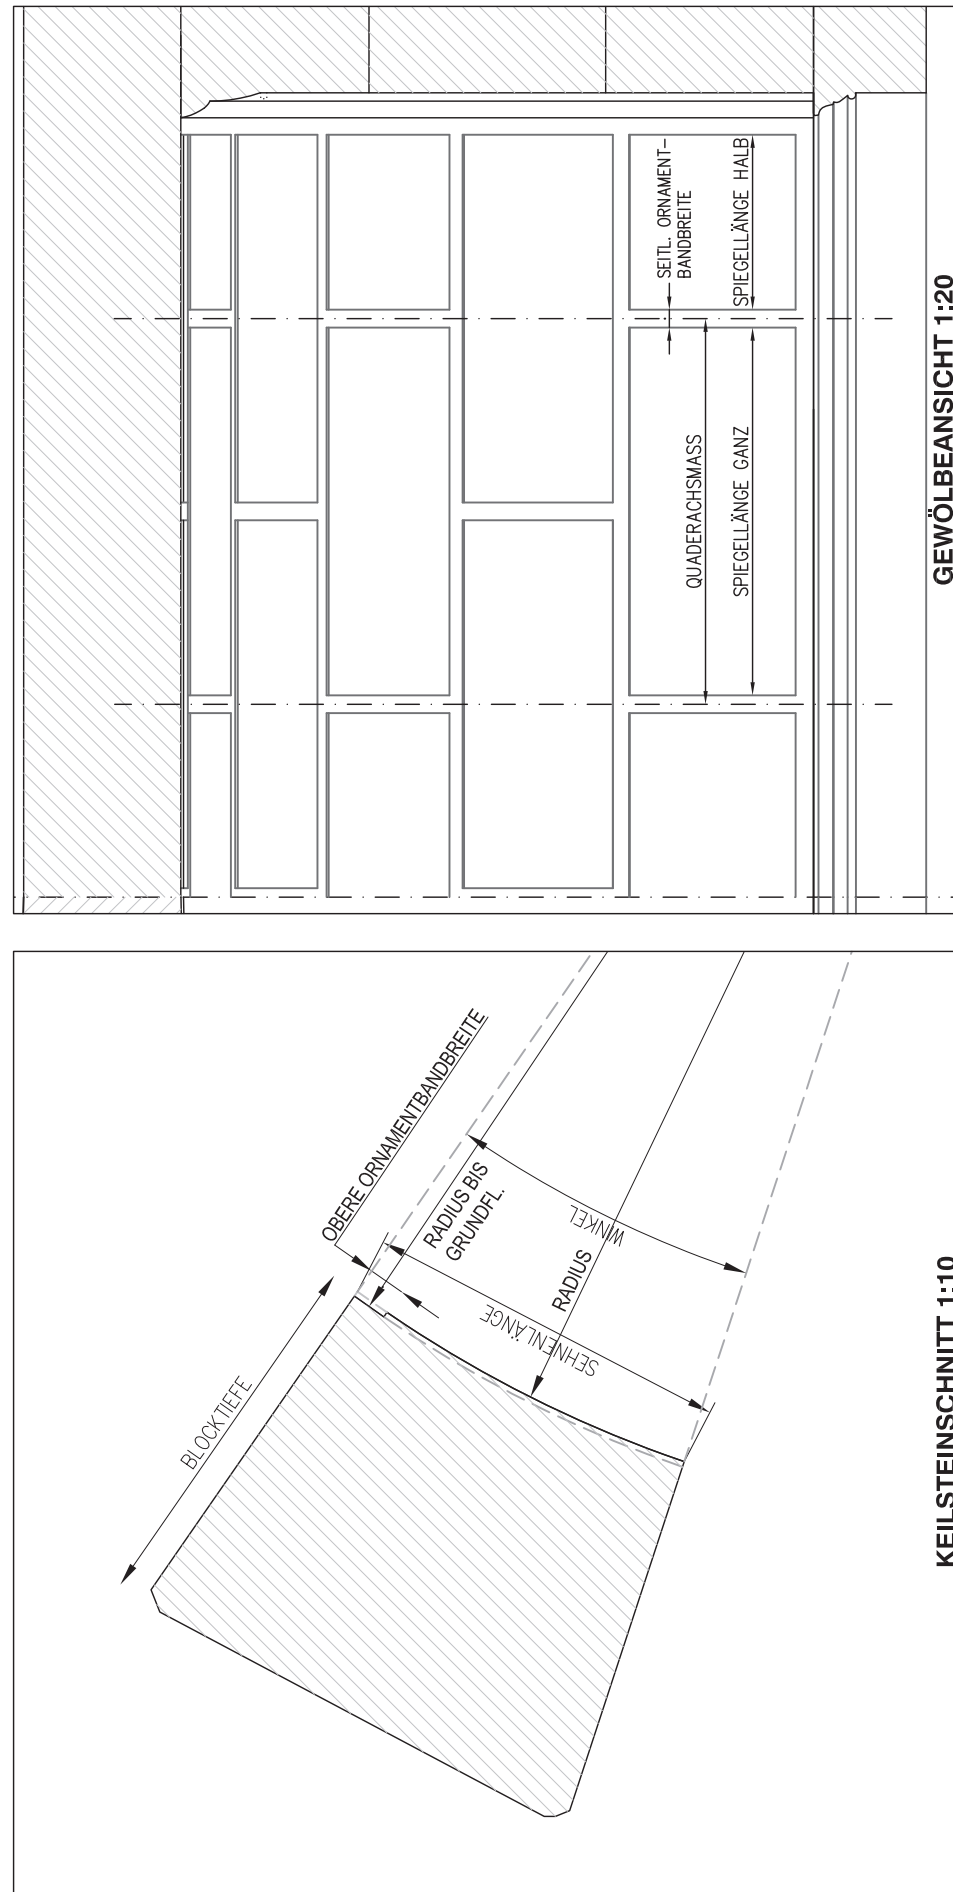 SEITL. ORNAMENT-
BANDBREITE
SPIEGELLÄNGE HALB
QUADERACHSMASS
SPIEGELLÄNGE GANZ
GEWÖLBEANSICHT 1:20
OBERE ORNAMENTBANDBREITE
BLOCKTIEFE
RADIUS BIS
GRUNDFL.
WINKEL
RADIUS
SEHNENLÄNGE
KEILSTEINSCHNITT 1:10